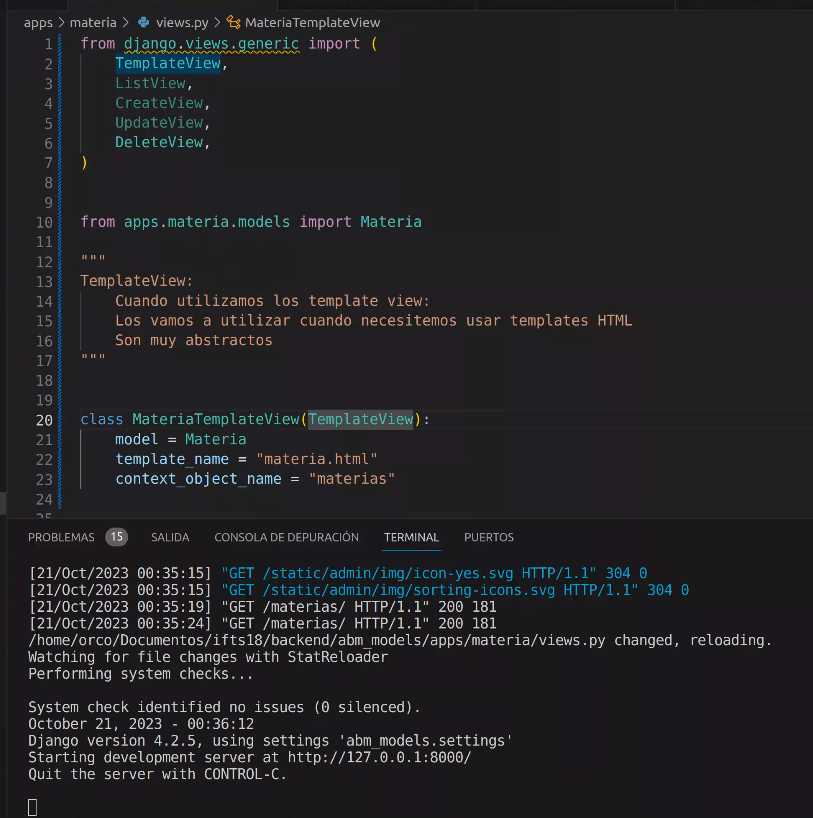 apps > materia > views.py > MateriaTemplateView
1 from django.views.generic import (
2 TemplateView,
3 ListView,
4 CreateView,
5 UpdateView,
6 DeleteView,
7 )
8
9
10 from apps.materia.models import Materia
11
12 """
13 TemplateView:
14 Cuando utilizamos los template view:
15 Los vamos a utilizar cuando necesitemos usar templates HTML
16 Son muy abstractos
17 """
18
19
20 class MateriaTemplateView(TemplateView):
21 model = Materia
22 template_name = "materia.html"
23 context_object_name = "materias"
24
25
PROBLEMAS 15 SALIDA CONSOLA DE DEPURACIÓN TERMINAL PUERTOS
[21/Oct/2023 00:35:15] "GET /static/admin/img/icon-yes.svg HTTP/1.1" 304 0
[21/Oct/2023 00:35:15] "GET /static/admin/img/sorting-icons.svg HTTP/1.1" 304 0
[21/Oct/2023 00:35:19] "GET /materias/ HTTP/1.1" 200 181
[21/Oct/2023 00:35:24] "GET /materias/ HTTP/1.1" 200 181
/home/orco/Documentos/ifts18/backend/abm_models/apps/materia/views.py changed, reloading.
Watching for file changes with StatReloader
Performing system checks...
System check identified no issues (0 silenced).
October 21, 2023 - 00:36:12
Django version 4.2.5, using settings 'abm_models.settings'
Starting development server at http://127.0.0.1:8000/
Quit the server with CONTROL-C.